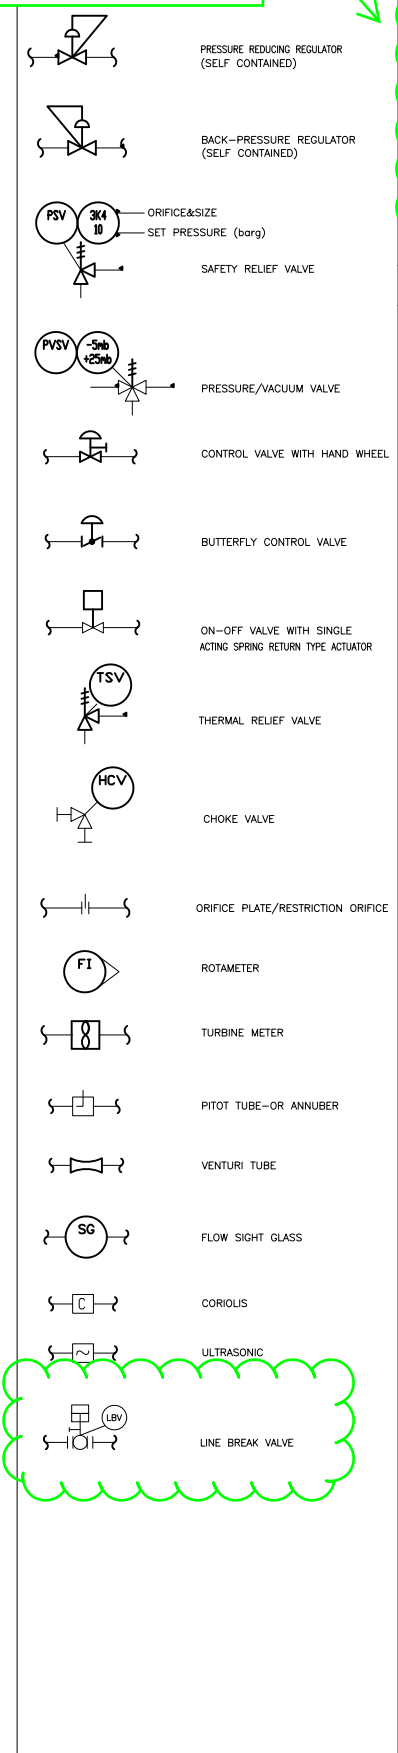 PRESSURE REDUCING REGULATOR
(SELF CONTAINED)
BACK-PRESSURE REGULATOR
(SELF CONTAINED)
PSV
3K4
10
ORIFICE&SIZE
SET PRESSURE (barg)
SAFETY RELIEF VALVE
PVSV
-5mb
+25mb
PRESSURE/VACUUM VALVE
CONTROL VALVE WITH HAND WHEEL
BUTTERFLY CONTROL VALVE
ON-OFF VALVE WITH SINGLE
ACTING SPRING RETURN TYPE ACTUATOR
TSV
THERMAL RELIEF VALVE
HCV
CHOKE VALVE
ORIFICE PLATE/RESTRICTION ORIFICE
FI
ROTAMETER
TURBINE METER
PITOT TUBE-OR ANNUBER
VENTURI TUBE
SG
FLOW SIGHT GLASS
C
CORIOLIS
ULTRASONIC
LBV
LINE BREAK VALVE